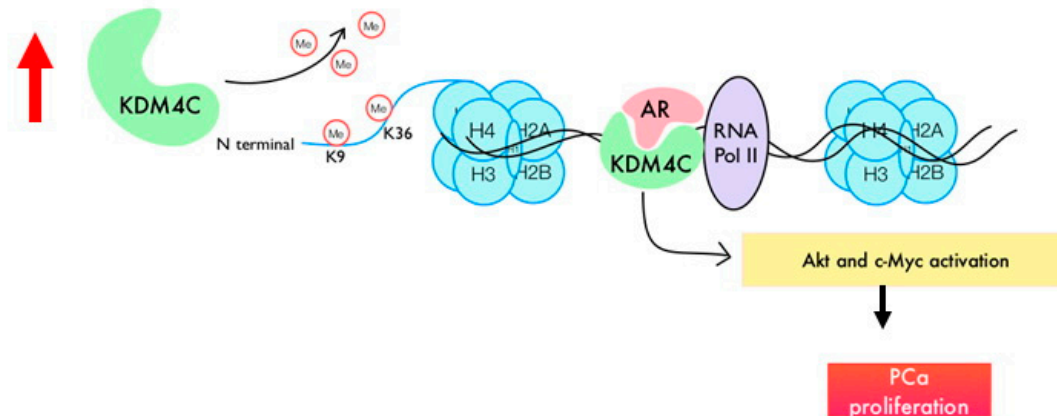 Me
Me
Me
KDM4C
Me
Me
N terminal
K9
K36
H4
H2A
H3
H2B
AR
KDM4C
RNA
Pol II
H4
H2A
H3
H2B
Akt and c-Myc activation
PCa
proliferation